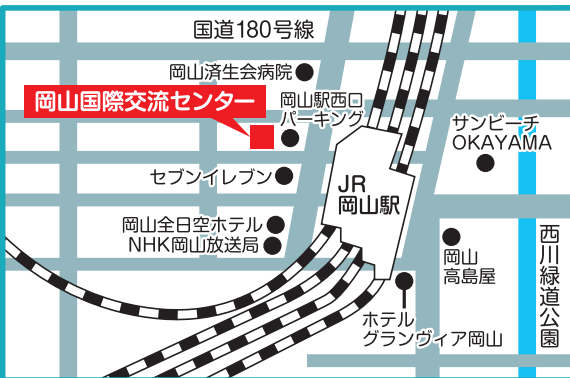 国道180号線
岡山済生会病院
岡山国際交流センター
岡山駅西口
パーキング
サンビーチ
OKAYAMA
セブンイレブン
JR
岡山駅
岡山全日空ホテル
NHK岡山放送局
岡山
高島屋
西川緑道公園
ホテル
グランヴィア岡山